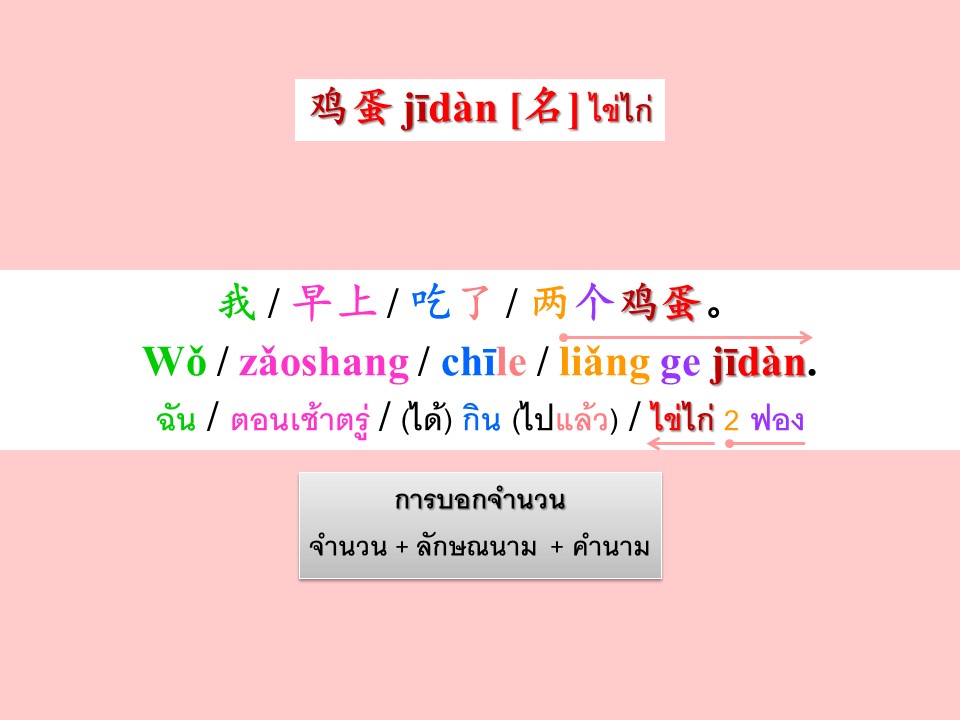 鸡蛋 jīdàn [名] ไข่ไก่
我 / 早上 / 吃了 / 两个鸡蛋。
Wǒ / zǎoshang / chīle / liǎng ge jīdàn.
ฉัน / ตอนเช้าตรู่ / (ได้) กิน (ไปแล้ว) / ไข่ไก่ 2 ฟอง
การบอกจำนวน
จำนวน + ลักษณนาม + คำนาม